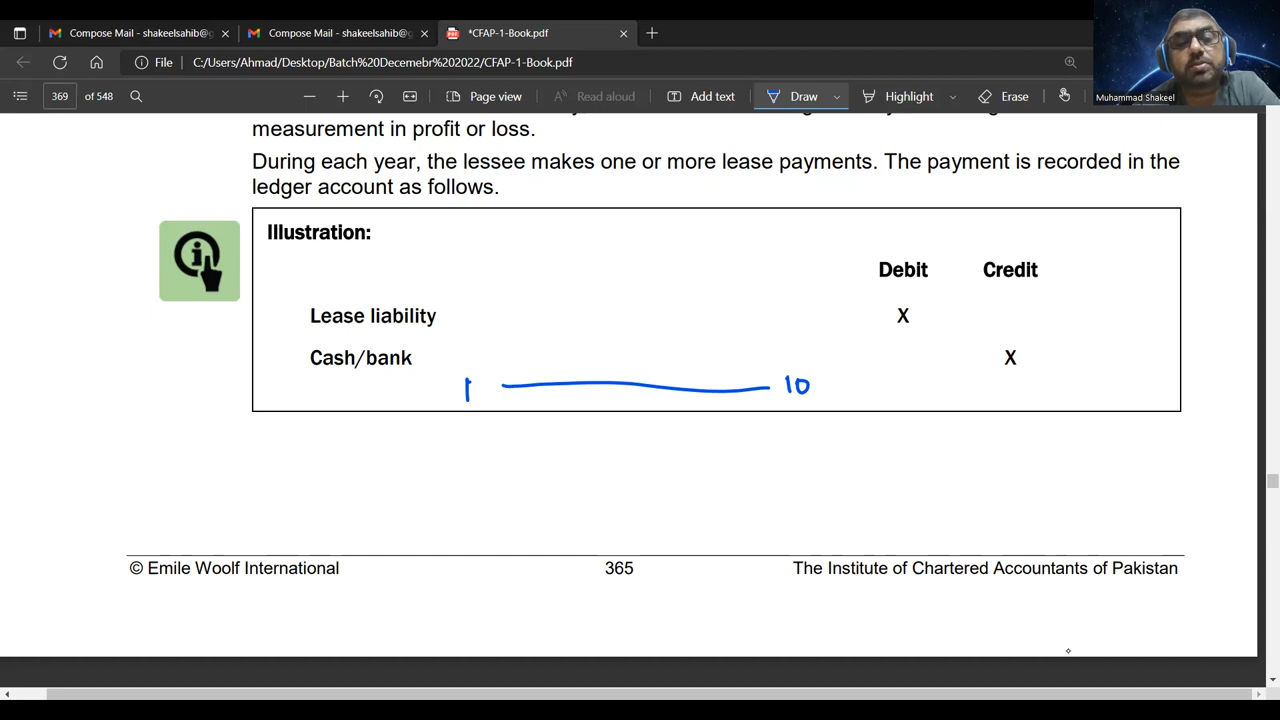 Compose Mail - shakeelsahib@g
Compose Mail - shakeelsahib@g
*CFAP-1-Book.pdf
File
C:/Users/Ahmad/Desktop/Batch%20Decemebr%202022/CFAP-1-Book.pdf
369 of 548
Page view
Read aloud
Add text
Draw
Highlight
Erase
Muhammad Shakeel
measurement in profit or loss.
During each year, the lessee makes one or more lease payments. The payment is recorded in the
ledger account as follows.
Illustration:
Debit Credit
Lease liability X
Cash/bank X
1 10
© Emile Woolf International 365 The Institute of Chartered Accountants of Pakistan